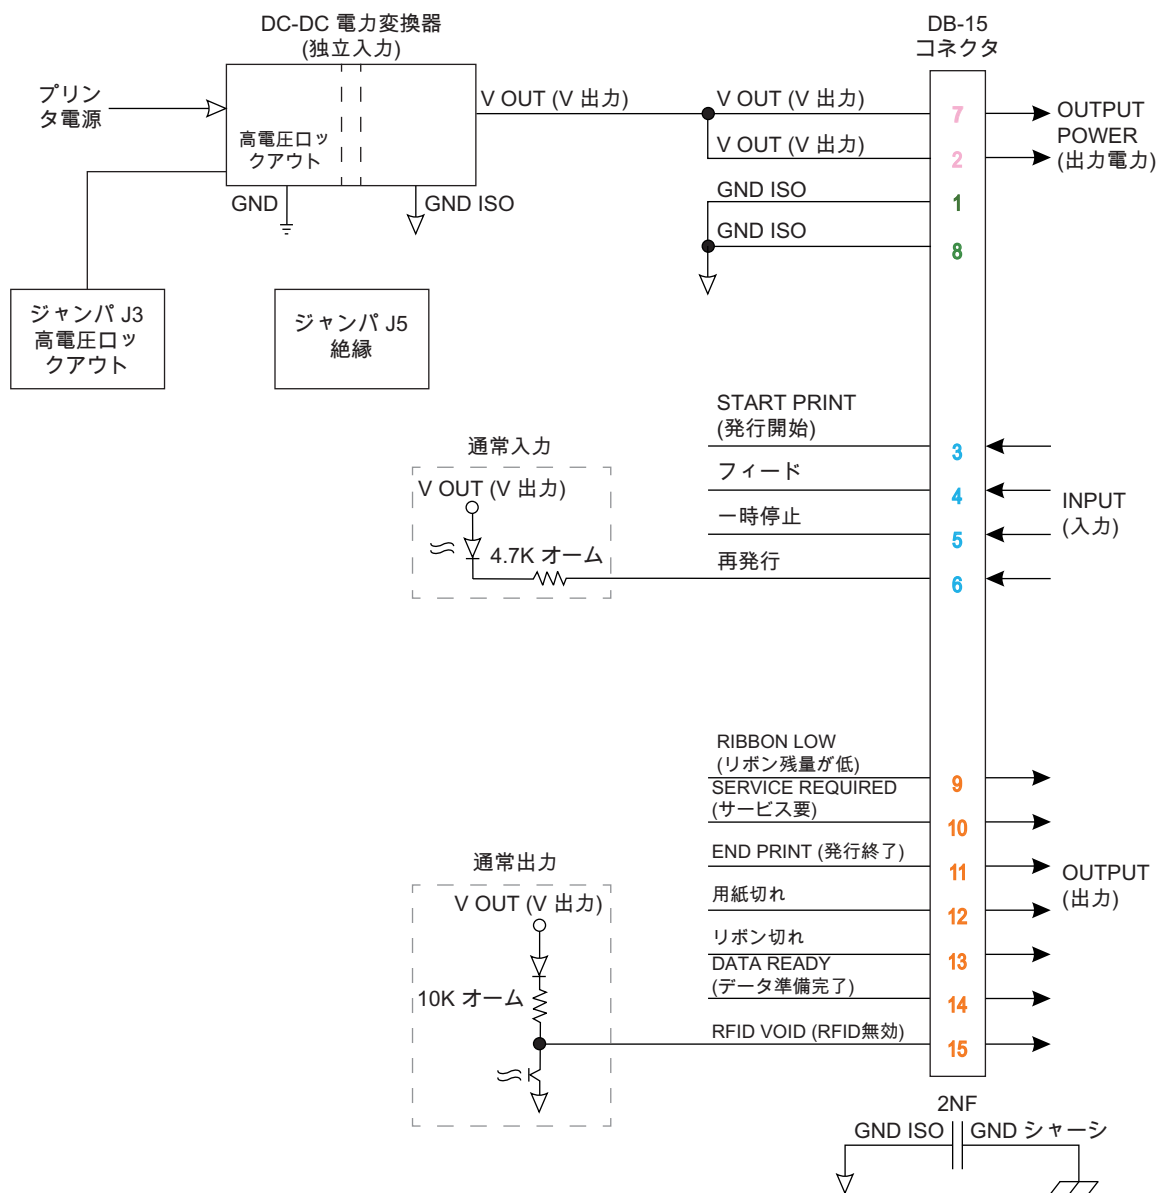 DC-DC 電力変換器
(独立入力)
プリン
タ電源
高電圧ロッ
クアウト
GND
GND ISO
V OUT (V 出力)
ジャンパ J3
高電圧ロッ
クアウト
ジャンパ J5
絶縁
DB-15
コネクタ
V OUT (V 出力)
7
V OUT (V 出力)
2
OUTPUT
POWER
(出力電力)
GND ISO
1
GND ISO
8
START PRINT
(発行開始)
3
フィード
4
一時停止
5
再発行
6
INPUT
(入力)
通常入力
V OUT (V 出力)
4.7K オーム
RIBBON LOW
(リボン残量が低)
9
SERVICE REQUIRED
(サービス要)
10
END PRINT (発行終了)
11
用紙切れ
12
リボン切れ
13
DATA READY
(データ準備完了)
14
RFID VOID (RFID無効)
15
OUTPUT
(出力)
通常出力
V OUT (V 出力)
10K オーム
2NF
GND ISO
GND シャーシ